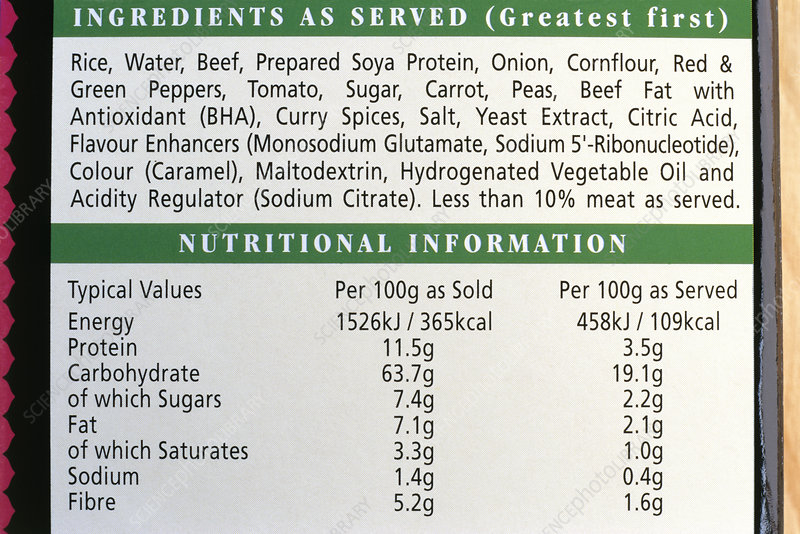 INGREDIENTS AS SERVED (Greatest first)
Rice, Water, Beef, Prepared Soya Protein, Onion, Cornflour, Red &
Green Peppers, Tomato, Sugar, Carrot, Peas, Beef Fat with
Antioxidant (BHA), Curry Spices, Salt, Yeast Extract, Citric Acid,
Flavour Enhancers (Monosodium Glutamate, Sodium 5'-Ribonucleotide),
Colour (Caramel), Maltodextrin, Hydrogenated Vegetable Oil and
Acidity Regulator (Sodium Citrate). Less than 10% meat as served.
NUTRITIONAL INFORMATION
Typical Values Per 100g as Sold Per 100g as Served
Energy 1526kJ / 365kcal 458kJ / 109kcal
Protein 11.5g 3.5g
Carbohydrate 63.7g 19.1g
of which Sugars 7.4g 2.2g
Fat 7.1g 2.1g
of which Saturates 3.3g 1.0g
Sodium 1.4g 0.4g
Fibre 5.2g 1.6g